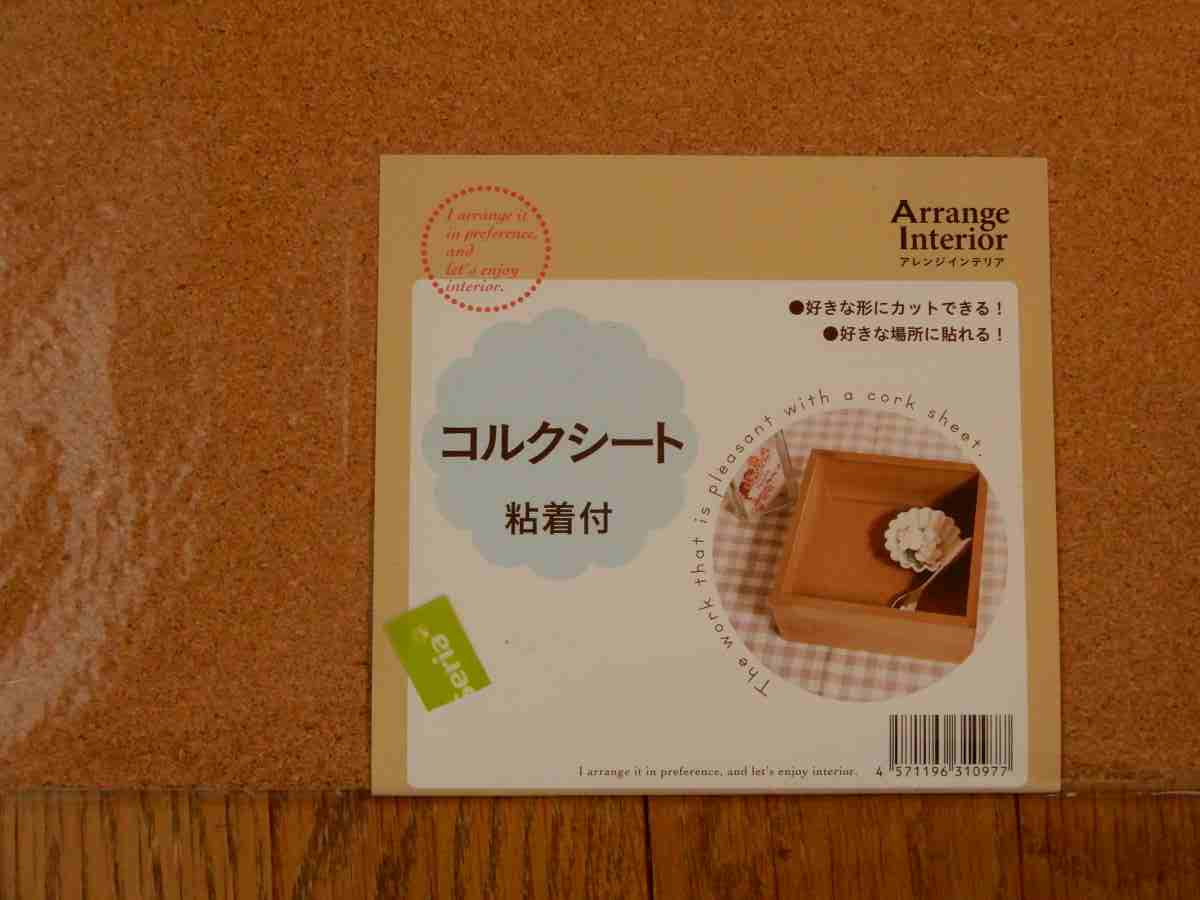 I arrange it
in preference,
and
let's enjoy
interior.
Arrange
Interior
アレンジインテリア
●好きな形にカットできる！
●好きな場所に貼れる！
コルクシート
粘着付
The work that is pleasant with a cork sheet.
seria
I arrange it in preference, and let's enjoy interior.
4 571196 310977